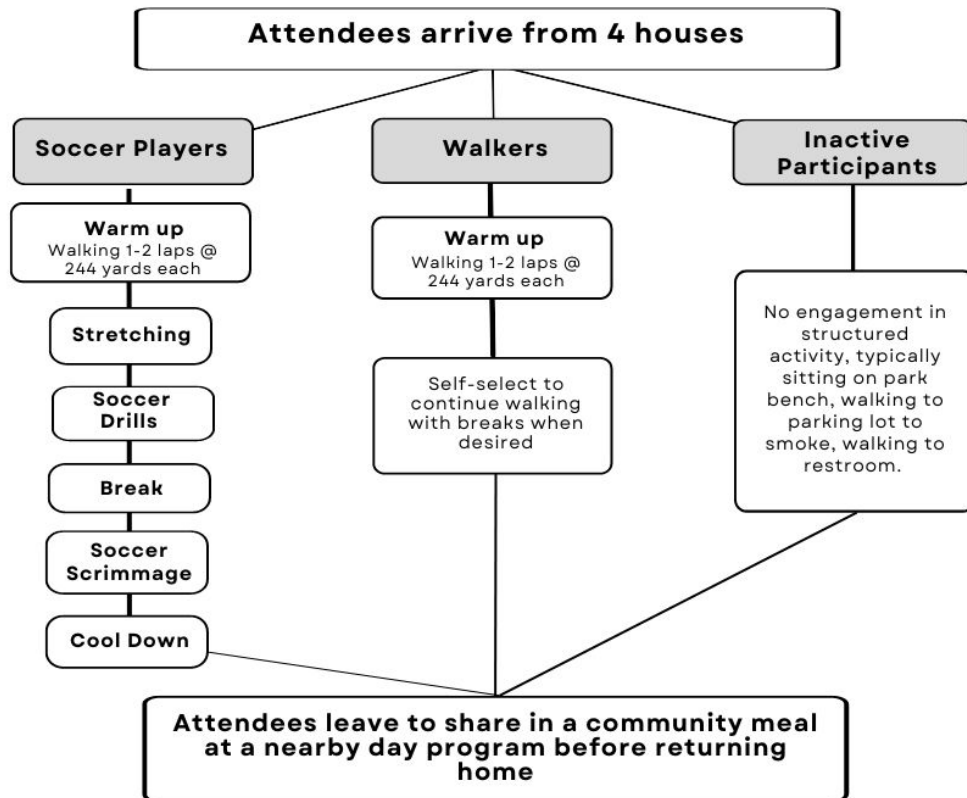 Attendees arrive from 4 houses
Soccer Players
Warm up
Walking 1-2 laps @
244 yards each
Stretching
Soccer
Drills
Break
Soccer
Scrimmage
Cool Down
Walkers
Warm up
Walking 1-2 laps @
244 yards each
Self-select to
continue walking
with breaks when
desired
Inactive
Participants
No engagement in
structured
activity, typically
sitting on park
bench, walking to
parking lot to
smoke, walking to
restroom.
Attendees leave to share in a community meal
at a nearby day program before returning
home